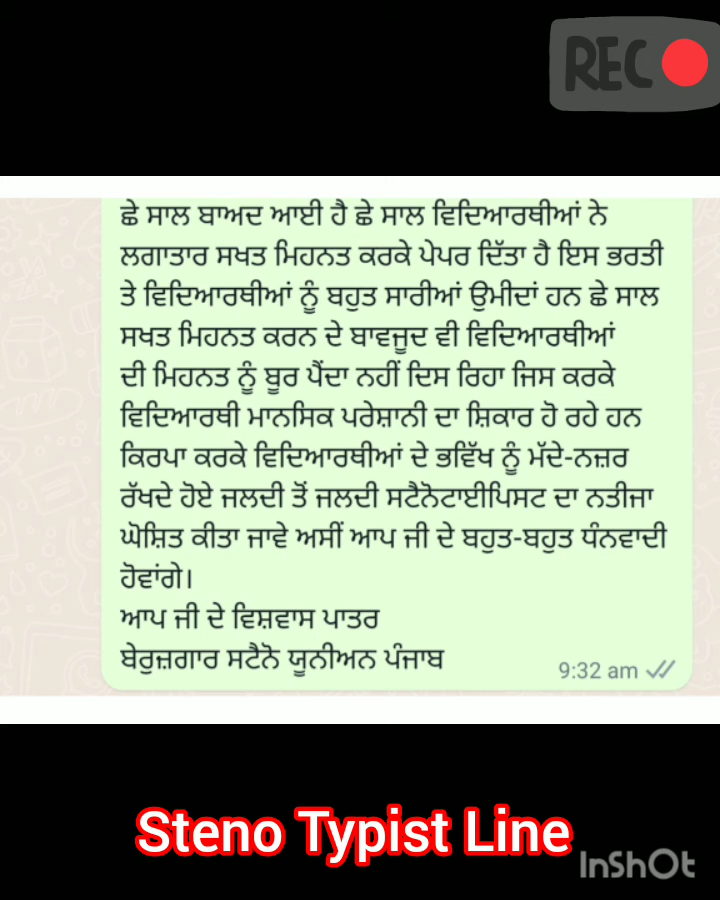 REC
ਛੇ ਸਾਲ ਬਾਅਦ ਆਈ ਹੈ ਛੇ ਸਾਲ ਵਿਦਿਆਰਥੀਆਂ ਨੇ
ਲਗਾਤਾਰ ਸਖਤ ਮਿਹਨਤ ਕਰਕੇ ਪੇਪਰ ਦਿੱਤਾ ਹੈ ਇਸ ਭਰਤੀ
ਤੇ ਵਿਦਿਆਰਥੀਆਂ ਨੂੰ ਬਹੁਤ ਸਾਰੀਆਂ ਉਮੀਦਾਂ ਹਨ ਛੇ ਸਾਲ
ਸਖਤ ਮਿਹਨਤ ਕਰਨ ਦੇ ਬਾਵਜੂਦ ਵੀ ਵਿਦਿਆਰਥੀਆਂ
ਦੀ ਮਿਹਨਤ ਨੂੰ ਬੂਰ ਪੈਂਦਾ ਨਹੀਂ ਦਿਸ ਰਿਹਾ ਜਿਸ ਕਰਕੇ
ਵਿਦਿਆਰਥੀ ਮਾਨਸਿਕ ਪਰੇਸ਼ਾਨੀ ਦਾ ਸ਼ਿਕਾਰ ਹੋ ਰਹੇ ਹਨ
ਕਿਰਪਾ ਕਰਕੇ ਵਿਦਿਆਰਥੀਆਂ ਦੇ ਭਵਿੱਖ ਨੂੰ ਮੱਦੇ-ਨਜ਼ਰ
ਰੱਖਦੇ ਹੋਏ ਜਲਦੀ ਤੋਂ ਜਲਦੀ ਸਟੈਨੋਟਾਈਪਿਸਟ ਦਾ ਨਤੀਜਾ
ਘੋਸ਼ਿਤ ਕੀਤਾ ਜਾਵੇ ਅਸੀਂ ਆਪ ਜੀ ਦੇ ਬਹੁਤ-ਬਹੁਤ ਧੰਨਵਾਦੀ
ਹੋਵਾਂਗੇ।
ਆਪ ਜੀ ਦੇ ਵਿਸ਼ਵਾਸ ਪਾਤਰ
ਬੇਰੁਜ਼ਗਾਰ ਸਟੈਨੋ ਯੂਨੀਅਨ ਪੰਜਾਬ
9:32 am
Steno Typist Line
InShOt